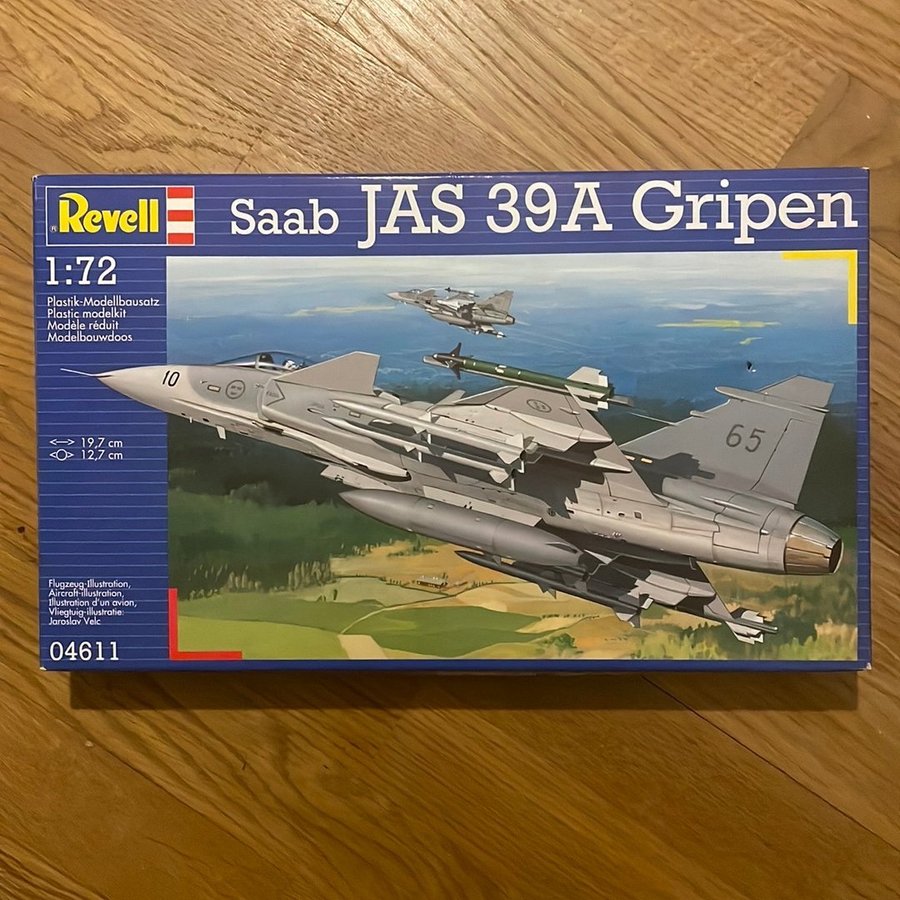 Revell
Saab JAS 39A Gripen
1:72
Plastik-Modellbausatz
Plastic modelkit
Modèle réduit
Modelbouwdoos
19,7 cm
12,7 cm
10
65
Flugzeug-Illustration,
Aircraft-illustration,
Illustration d'un avion,
Vliegtuig-illustratie:
Jaroslav Velc
04611